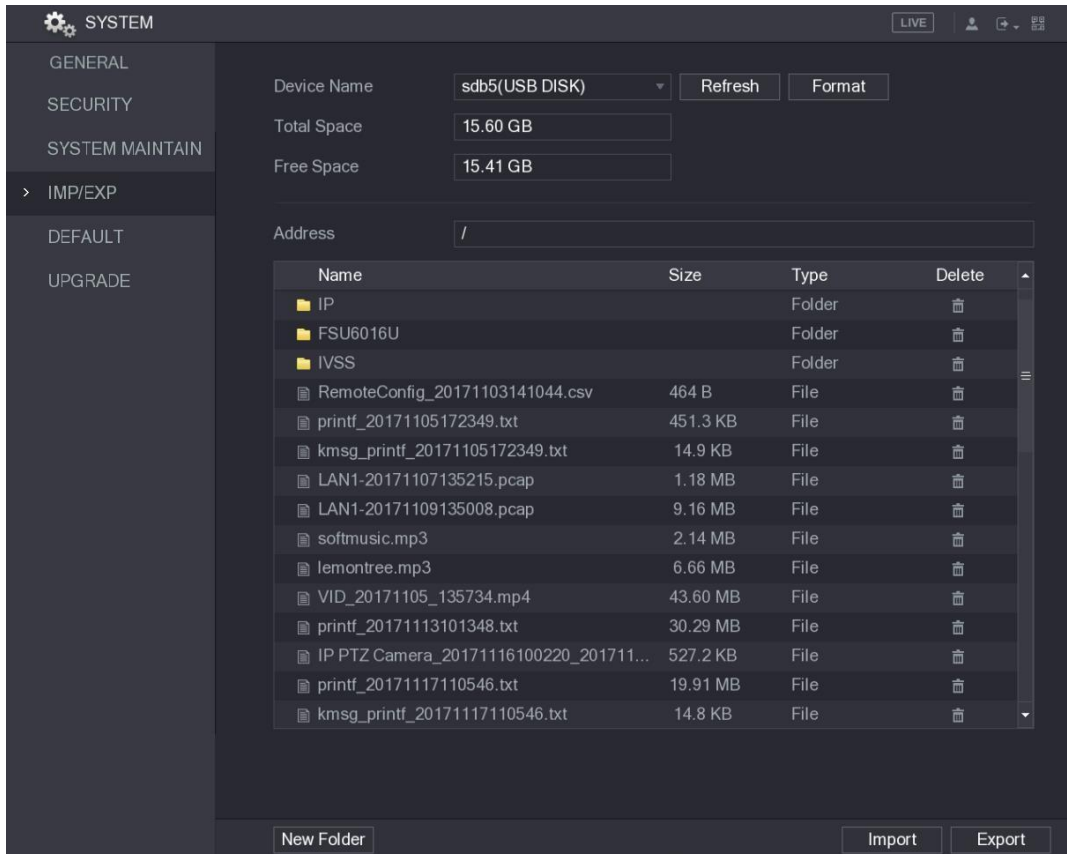 SYSTEM LIVE
GENERAL
SECURITY
SYSTEM MAINTAIN
IMP/EXP
DEFAULT
UPGRADE
Device Name sdb5(USB DISK) Refresh Format
Total Space 15.60 GB
Free Space 15.41 GB
Address /
Name Size Type Delete
IP Folder
FSU6016U Folder
IVSS Folder
RemoteConfig_20171103141044.csv 464 B File
printf_20171105172349.txt 451.3 KB File
kmsg_printf_20171105172349.txt 14.9 KB File
LAN1-20171107135215.pcap 1.18 MB File
LAN1-20171109135008.pcap 9.16 MB File
softmusic.mp3 2.14 MB File
lemontree.mp3 6.66 MB File
VID_20171105_135734.mp4 43.60 MB File
printf_20171113101348.txt 30.29 MB File
IP PTZ Camera_20171116100220_201711... 527.2 KB File
printf_20171117110546.txt 19.91 MB File
kmsg_printf_20171117110546.txt 14.8 KB File
New Folder Import Export